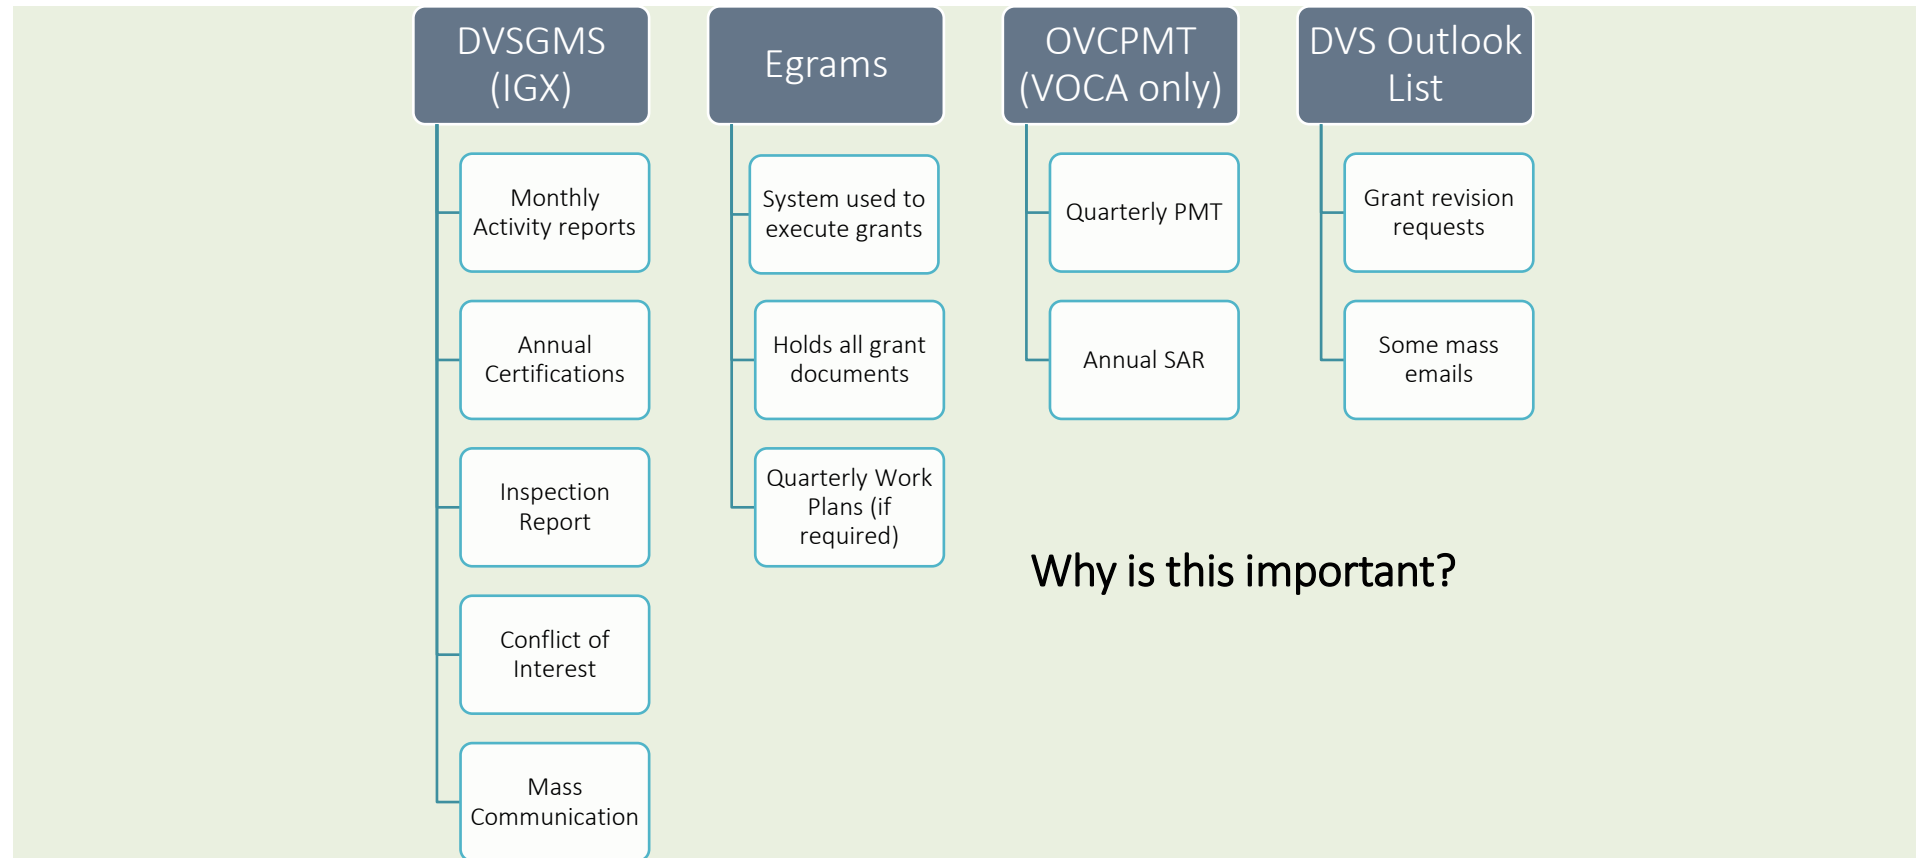 DVSGMS
(IGX)
Monthly
Activity reports
Annual
Certifications
Inspection
Report
Conflict of
Interest
Mass
Communication
Egrams
System used to
execute grants
Holds all grant
documents
Quarterly Work
Plans (if
required)
OVCPMT
(VOCA only)
Quarterly PMT
Annual SAR
DVS Outlook
List
Grant revision
requests
Some mass
emails
Why is this important?